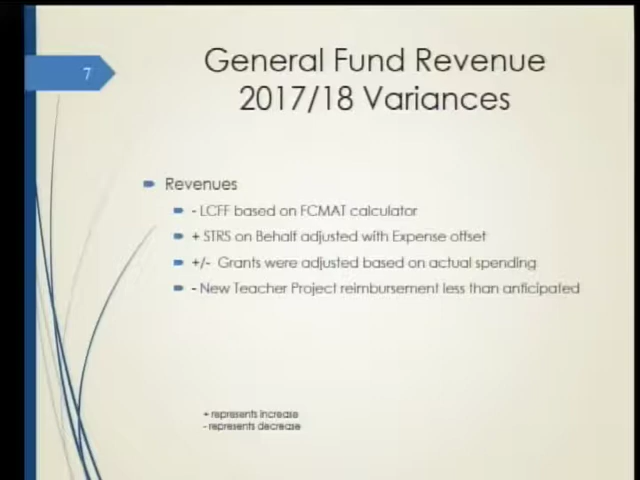 7
General Fund Revenue
2017/18 Variances
Revenues
- LCFF based on FCMAT calculator
+ STRS on Behalf adjusted with Expense offset
+/- Grants were adjusted based on actual spending
- New Teacher Project reimbursement less than anticipated
+ represents increase
- represents decrease